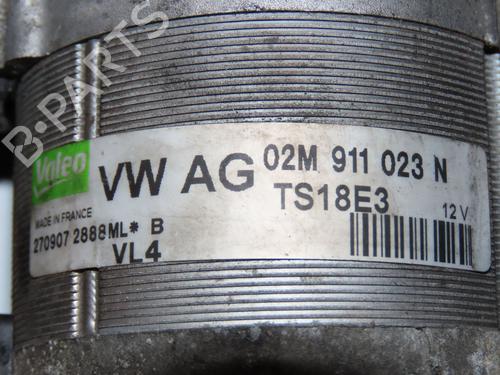 B-PARTS
Valeo
VW AG 02M 911 023 N
TS18E3
MADE IN FRANCE
12 V
270907 2888ML* B
VL4